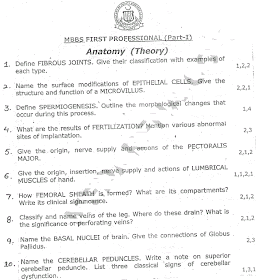 MBBS FIRST PROFESSIONAL (Part-I)
Anatomy (Theory)
1. Define FIBROUS JOINTS. Give their classification with examples of
each type. 1,2,2
2. Name the surface modifications of EPITHELIAL CELLS. Give the
structure and function of a MICROVILLUS. 2,2,1
3. Define SPERMIOGENESIS. Outline the morphological changes that
occur during this process. 1,4
4. What are the results of FERTILIZATION? Mention various abnormal
sites of implantation. 2,3
5. Give the origin, nerve supply and actions of the PECTORALIS
MAJOR. 2,1,2
6. Give the origin, insertion, nerve supply and actions of LUMBRICAL
MUSCLES of hand. 1,1,2,1
7. How FEMORAL SHEATH is formed? What are its compartments?
Write its clinical significance. 2,1,2
8. Classify and name veins of the leg. Where do these drain? What is
the significance of perforating veins? 2,1,2
9. Name the BASAL NUCLEI of brain. Give the connections of Globus
Pallidus. 2,3
10. Name the CEREBELLAR PEDUNCLES. Write a note on superior
cerebellar peduncle. List three classical signs of cerebellar
dysfunction. 1,3,1